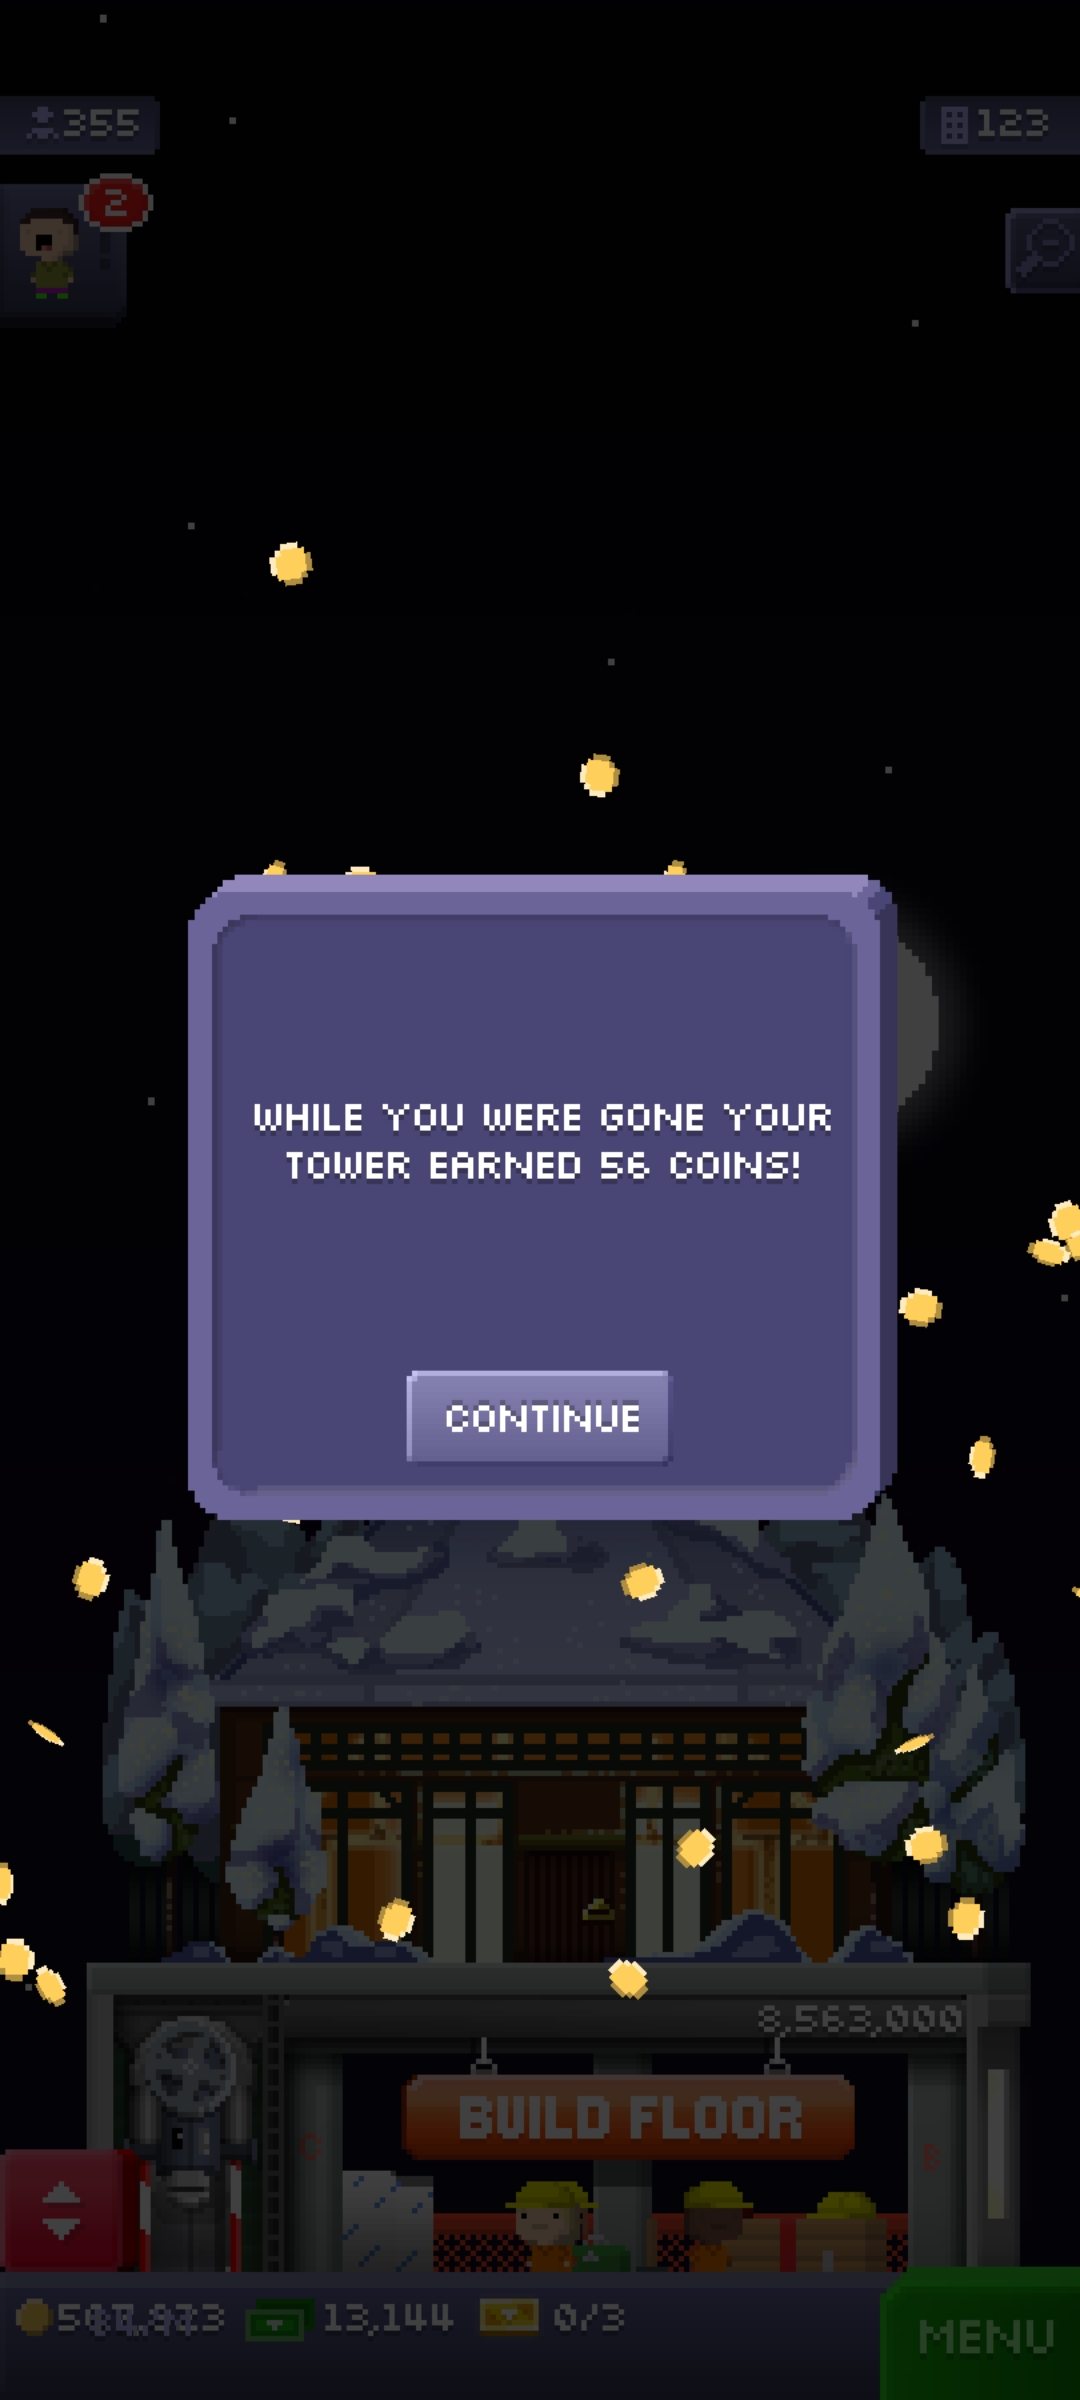 355
123
2
WHILE YOU WERE GONE YOUR
TOWER EARNED 56 COINS!
CONTINUE
8,563,000
BUILD FLOOR
13,144
0/3
MENU